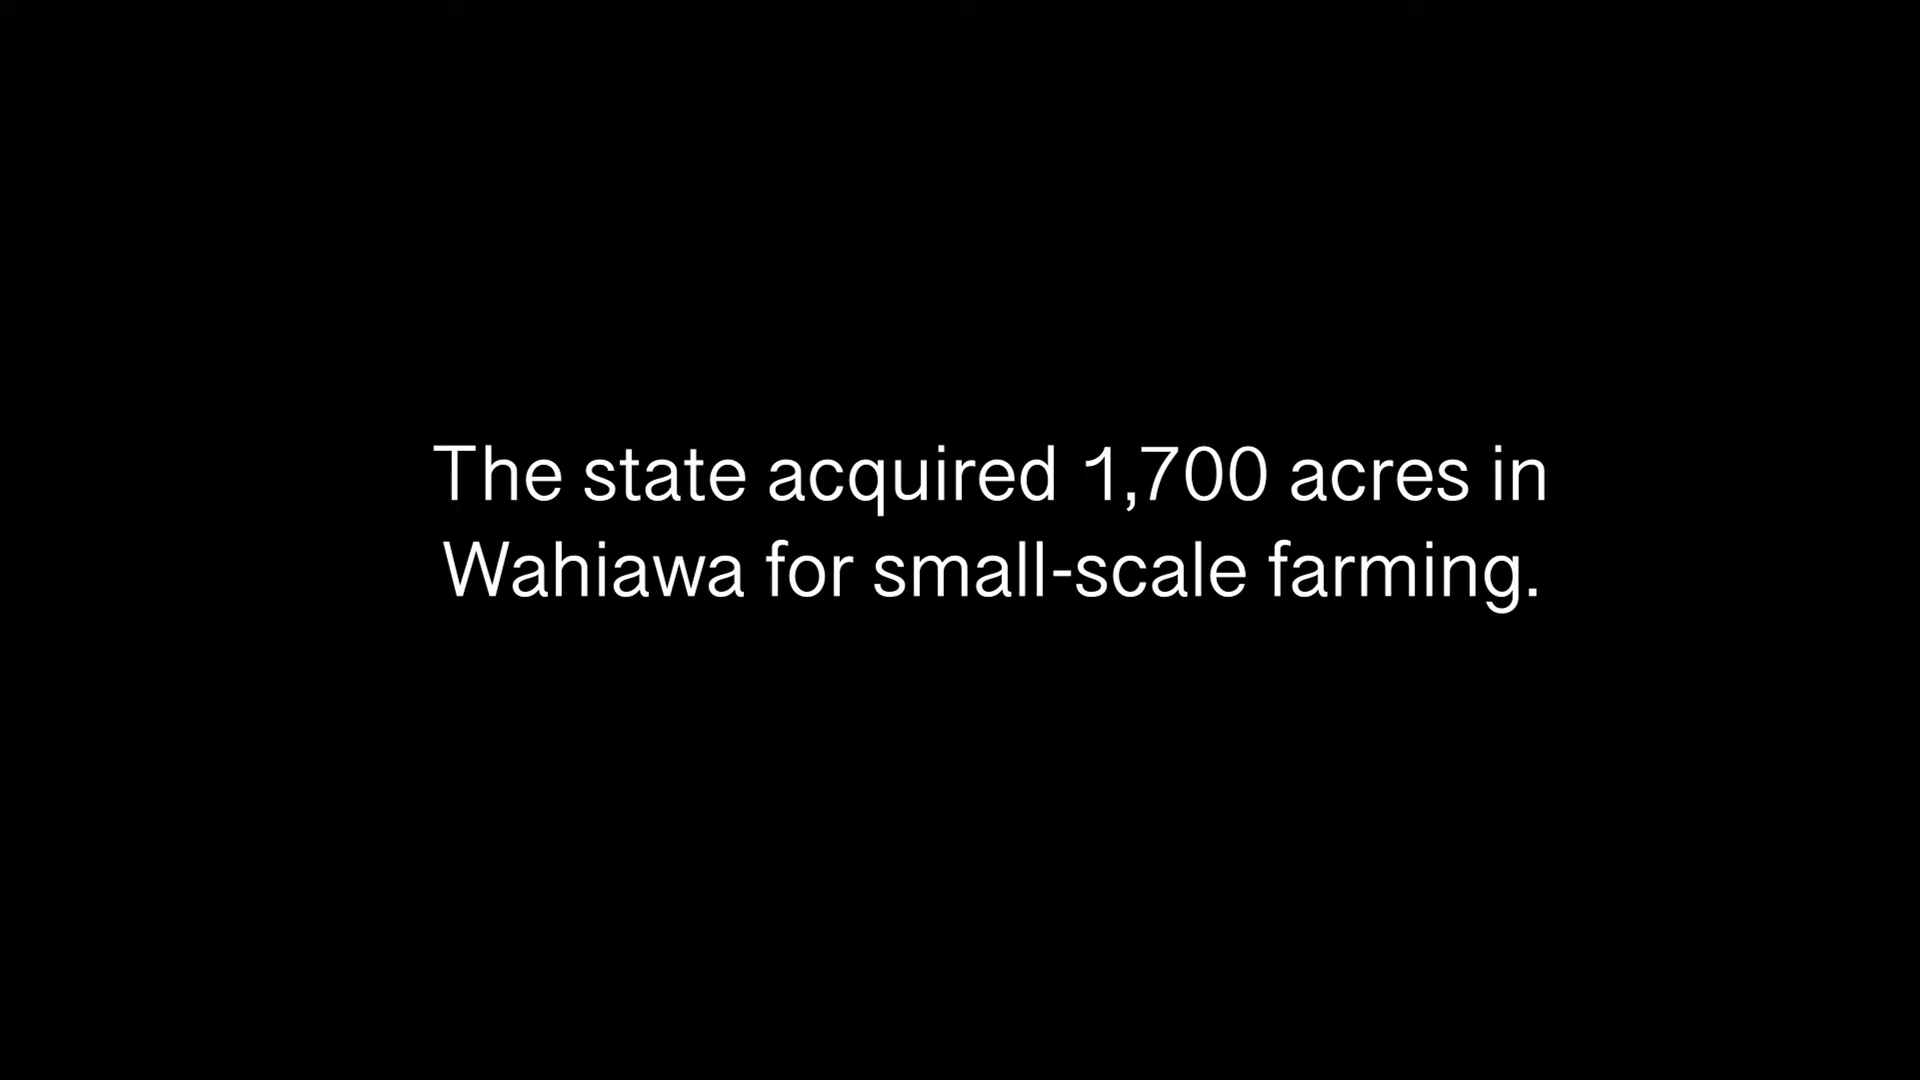 The state acquired 1,700 acres in
Wahiawa for small-scale farming.